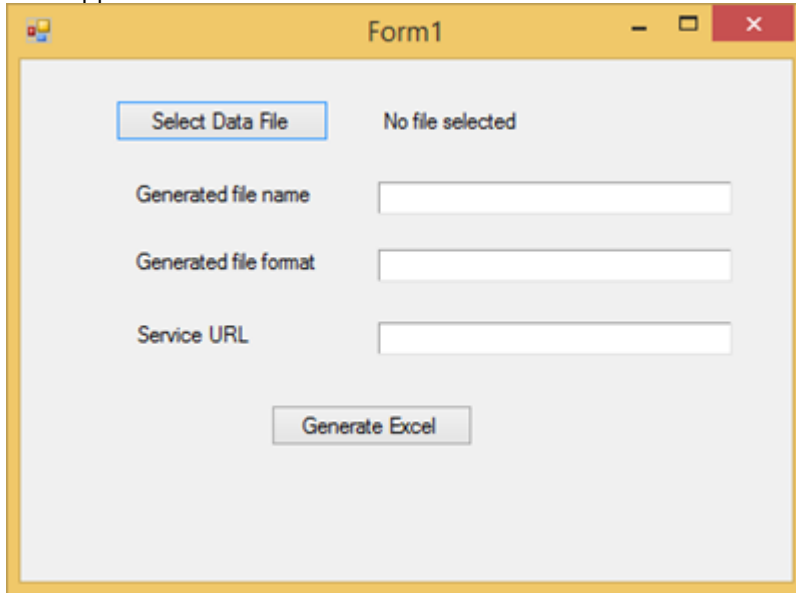 Form1
Select Data File No file selected
Generated file name
Generated file format
Service URL
Generate Excel